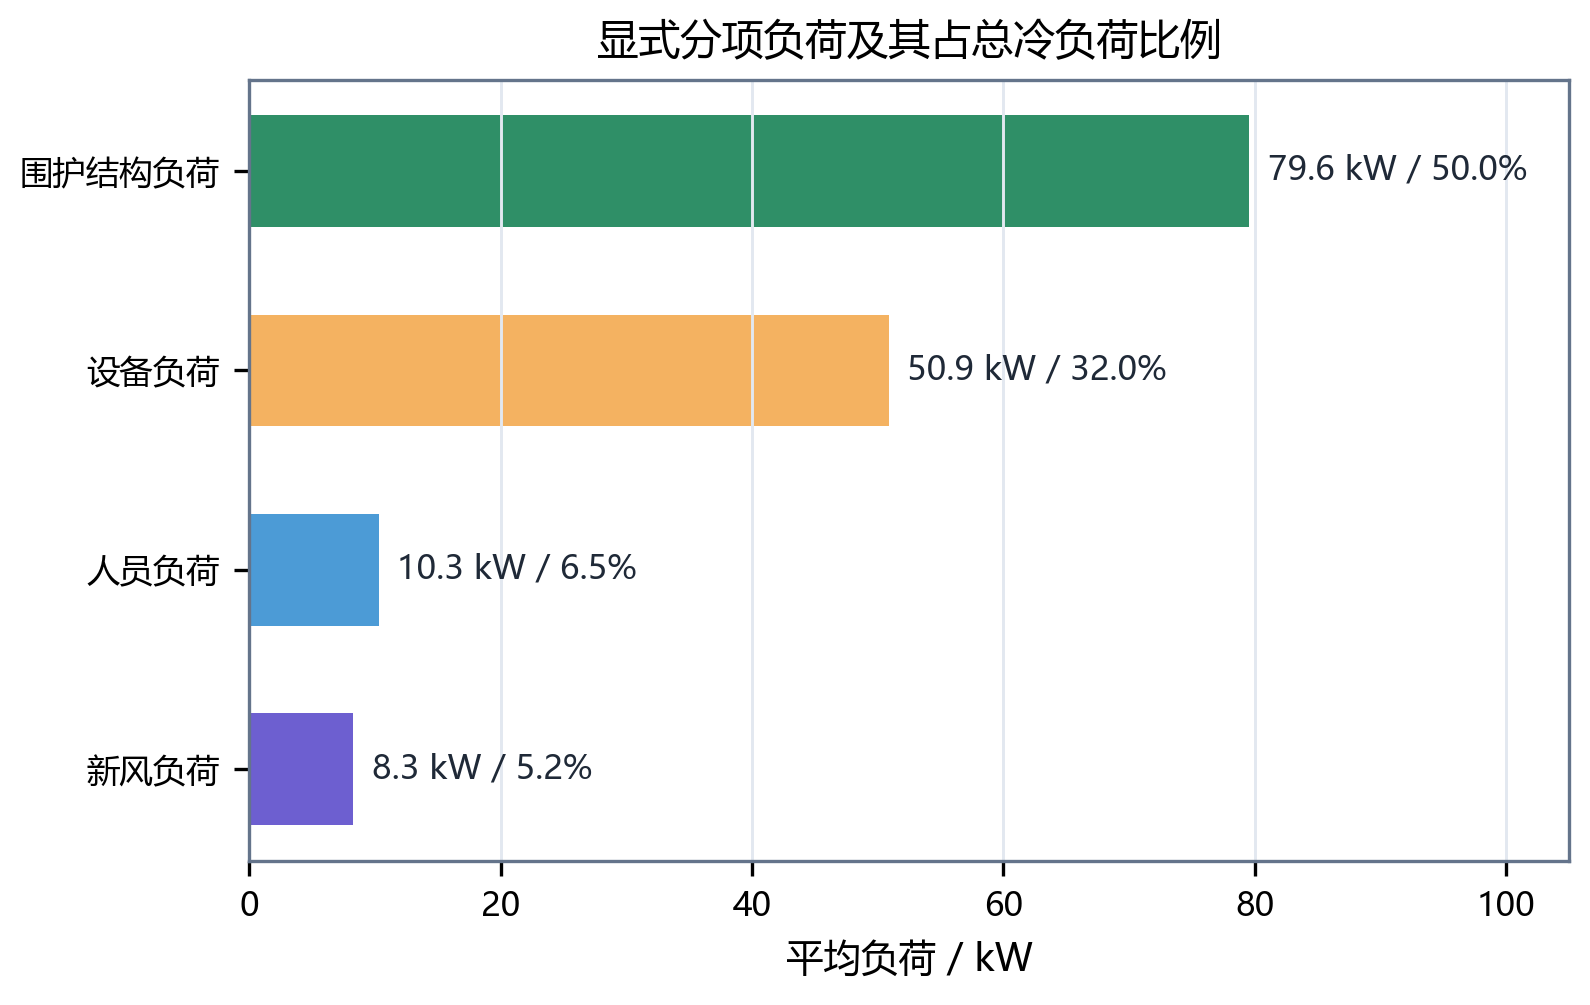 显式分项负荷及其占总冷负荷比例
围护结构负荷
79.6 kW / 50.0%
设备负荷
50.9 kW / 32.0%
人员负荷
10.3 kW / 6.5%
新风负荷
8.3 kW / 5.2%
0 20 40 60 80 100
平均负荷 / kW